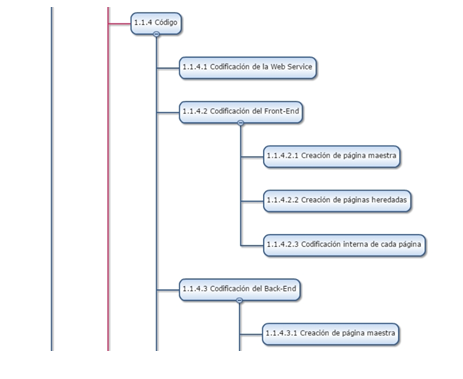 1.1.4 Código
1.1.4.1 Codificación de la Web Service
1.1.4.2 Codificación del Front-End
1.1.4.2.1 Creación de página maestra
1.1.4.2.2 Creación de páginas heredadas
1.1.4.2.3 Codificación interna de cada página
1.1.4.3 Codificación del Back-End
1.1.4.3.1 Creación de página maestra